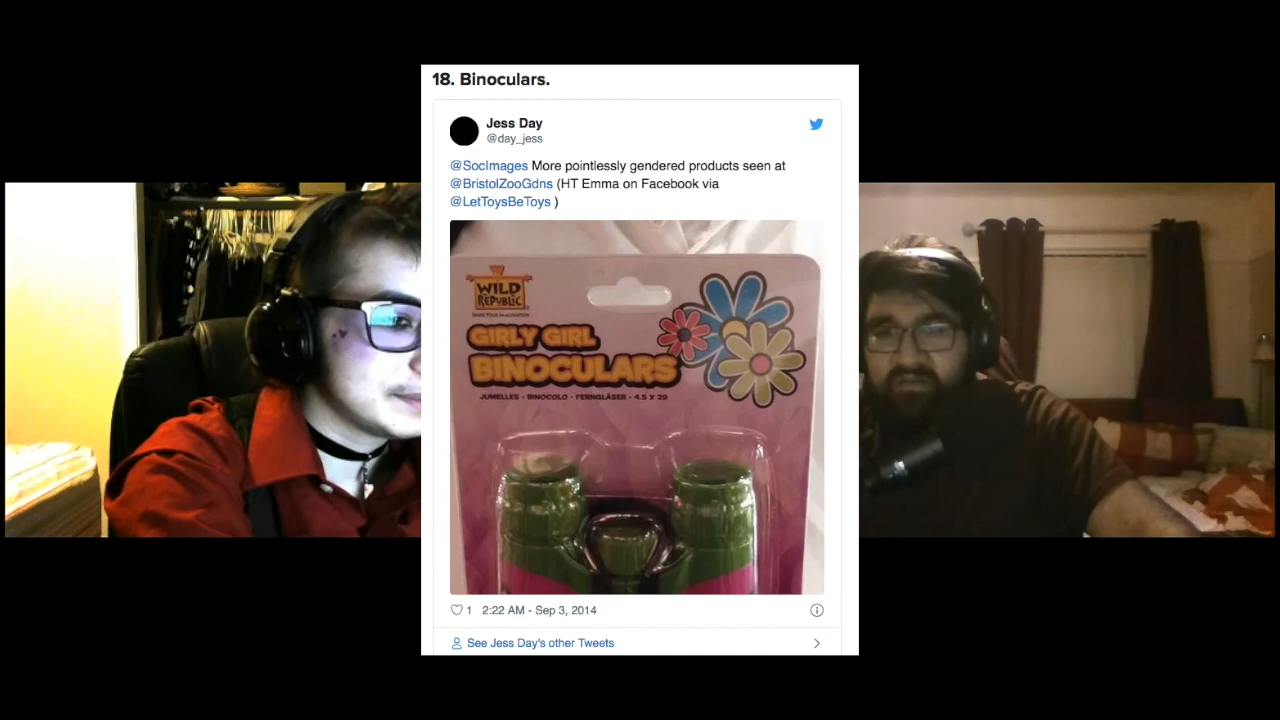 18. Binoculars.
Jess Day
@day_jess
@SocImages More pointlessly gendered products seen at
@BristolZooGdns (HT Emma on Facebook via
@LetToysBeToys )
WILD
REPUBLIC
GIRLY GIRL
BINOCULARS
JUMELLES - BINOCOLO - FERNGLÄSER - 4.5 X 29
1 2:22 AM - Sep 3, 2014
See Jess Day's other Tweets